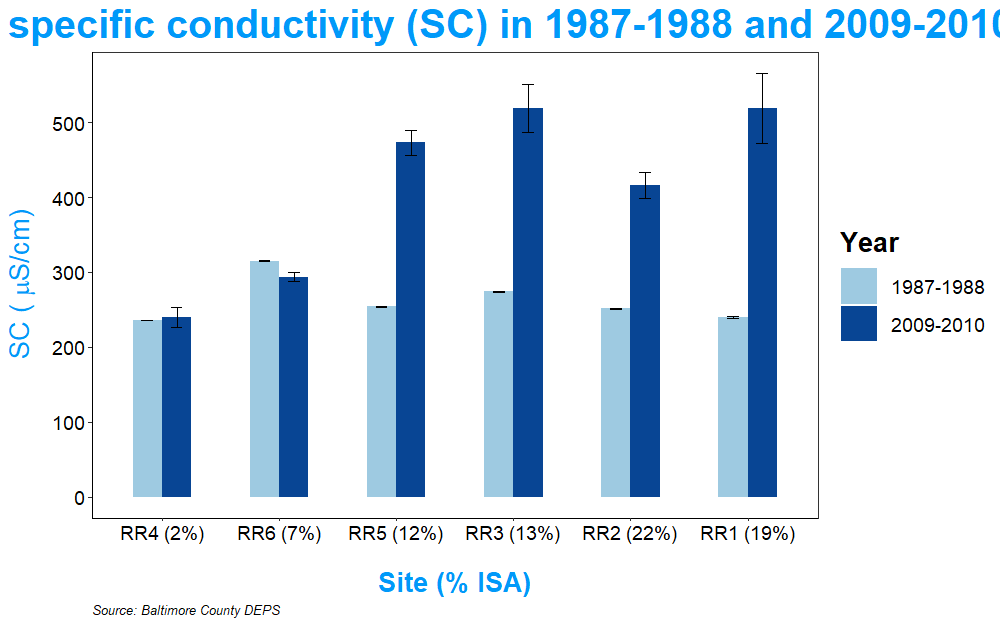 specific conductivity (SC) in 1987-1988 and 2009-2010
500
400
300
200
100
0
SC ( μS/cm)
Year
1987-1988
2009-2010
RR4 (2%) RR6 (7%) RR5 (12%) RR3 (13%) RR2 (22%) RR1 (19%)
Site (% ISA)
Source: Baltimore County DEPS